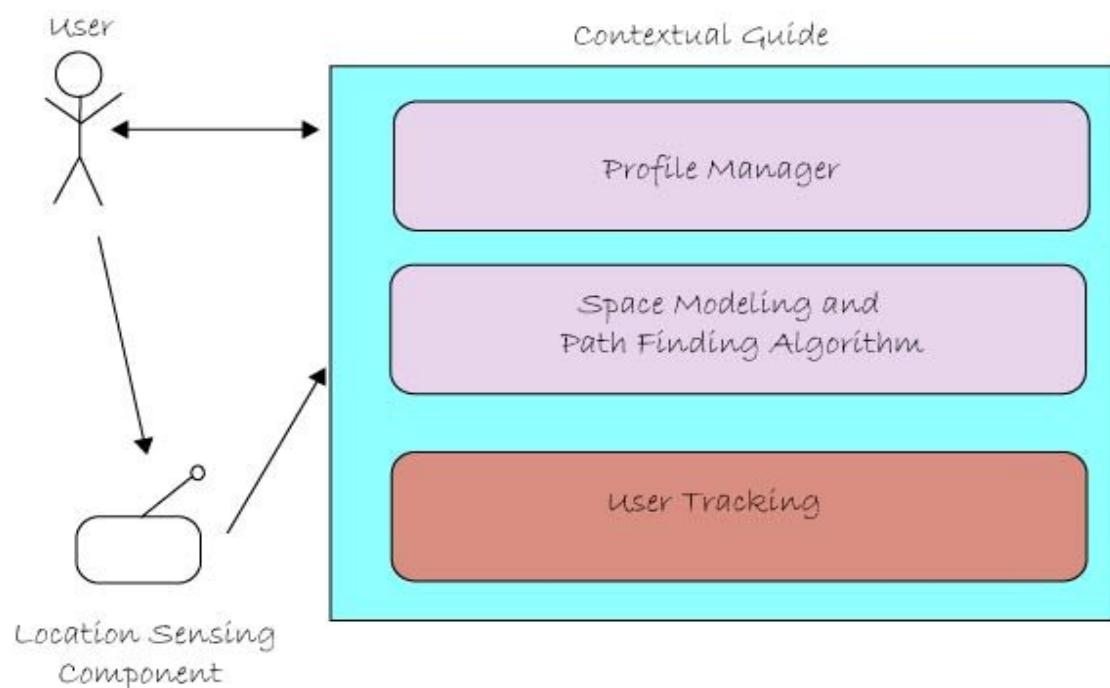 User
Contextual Guide
Profile Manager
Space Modeling and
Path Finding Algorithm
User Tracking
Location Sensing
Component